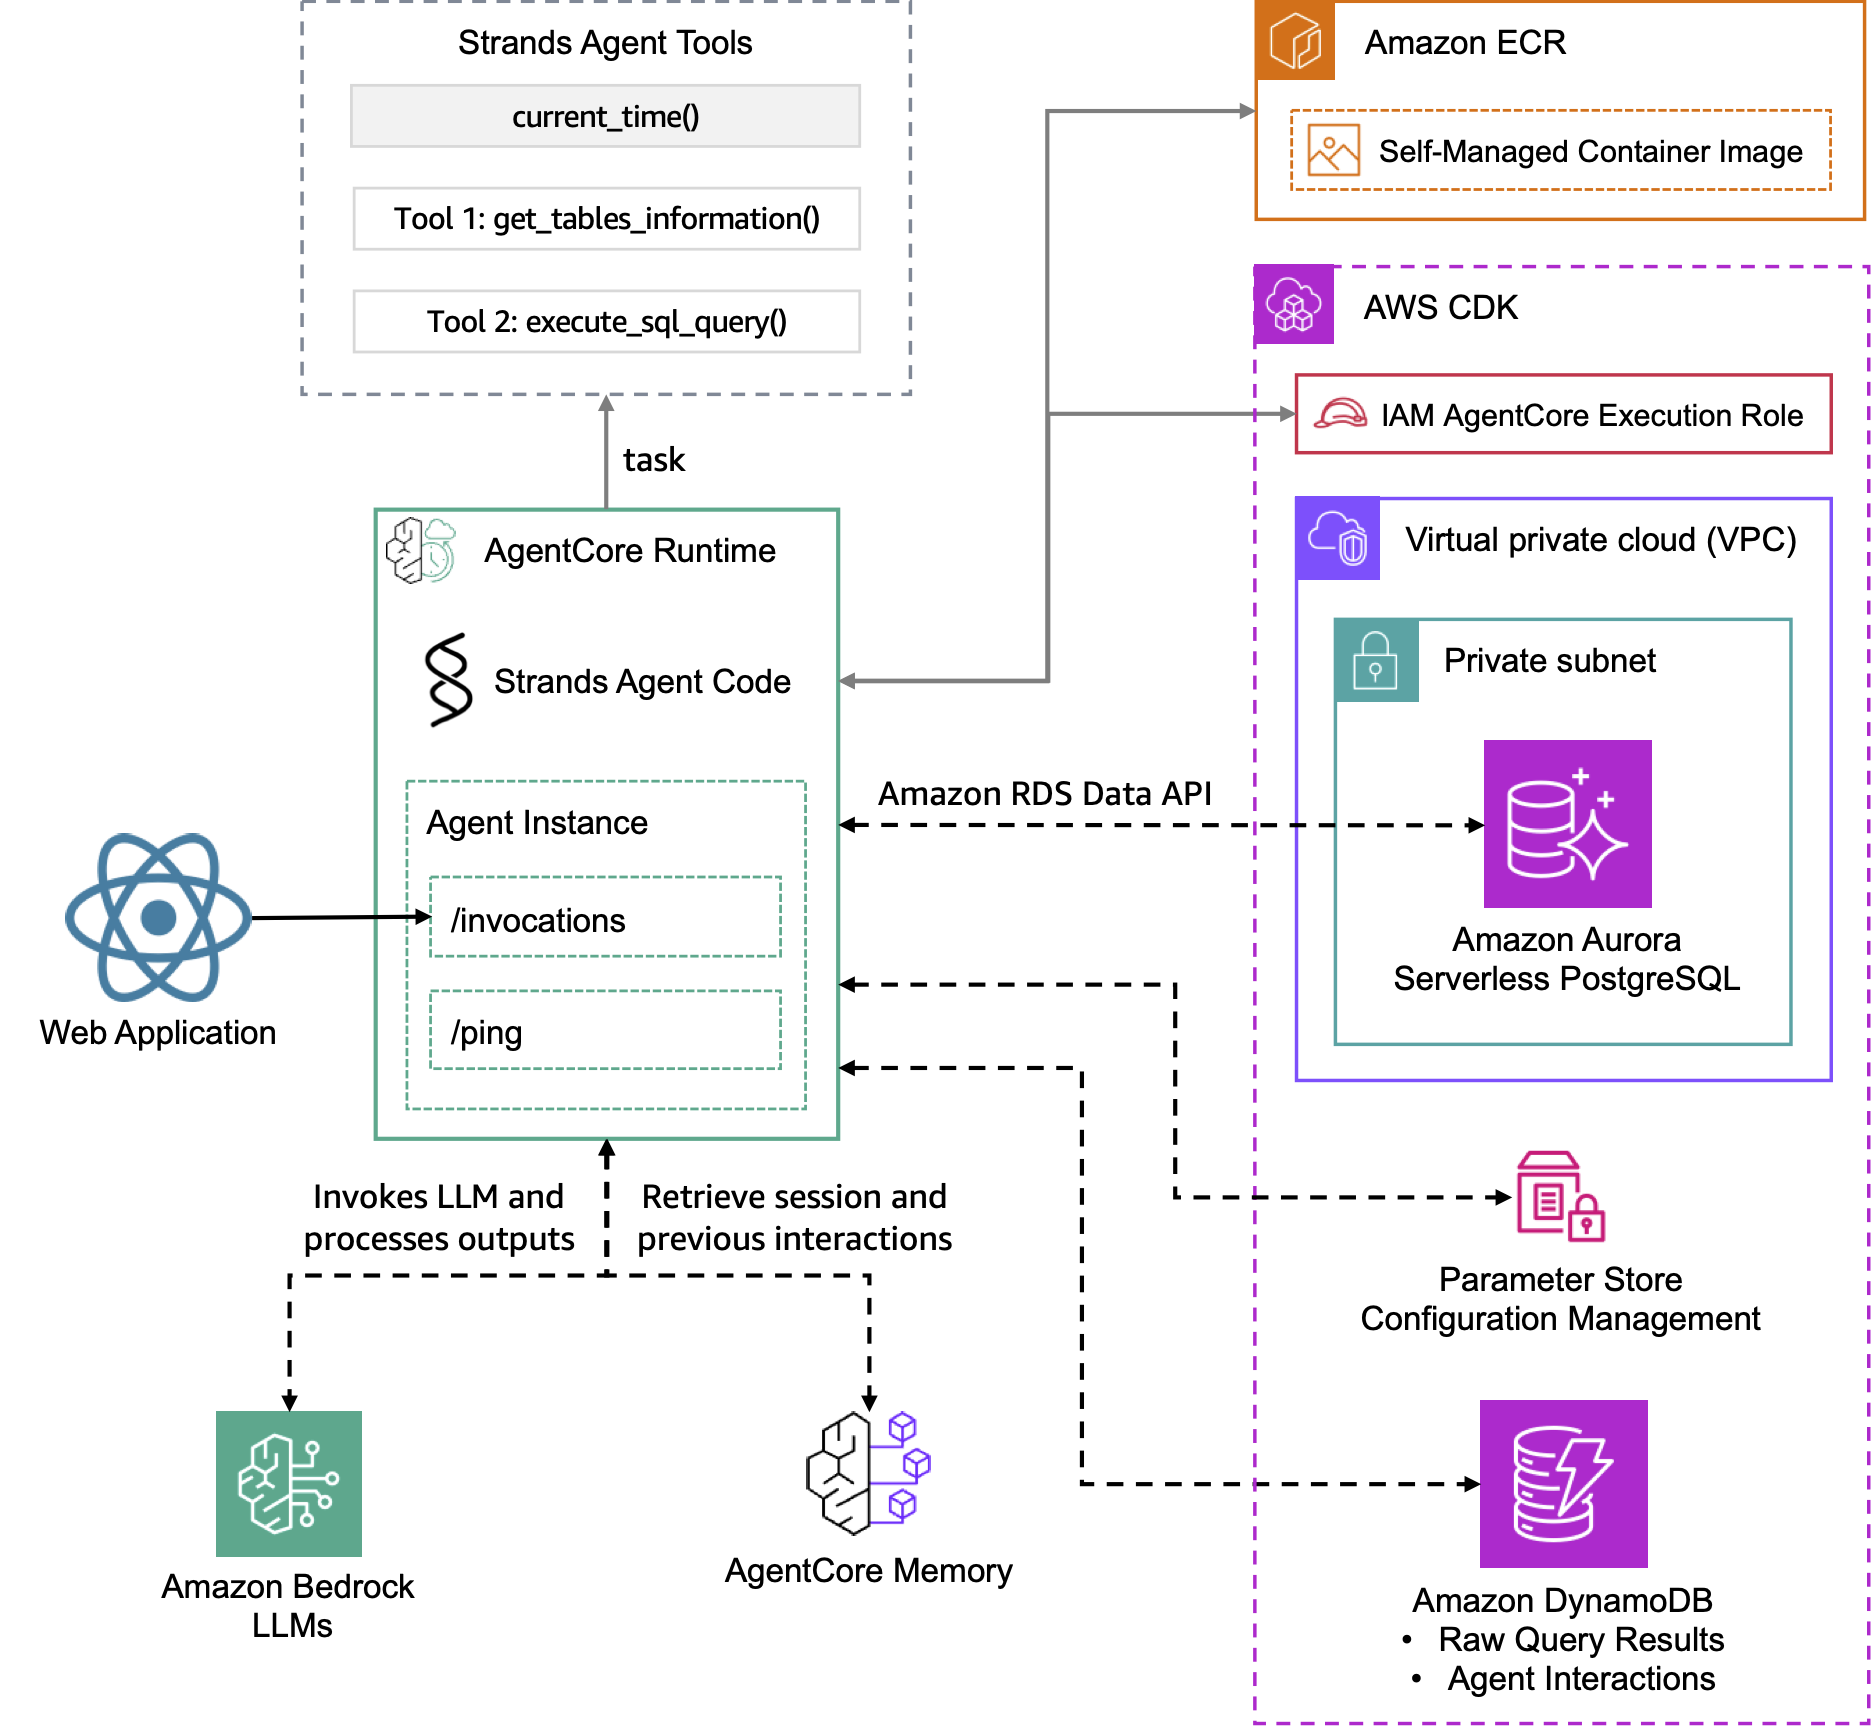 Strands Agent Tools
current_time()
Tool 1: get_tables_information()
Tool 2: execute_sql_query()
task
AgentCore Runtime
Strands Agent Code
Agent Instance
/invocations
/ping
Web Application
Invokes LLM and
processes outputs
Retrieve session and
previous interactions
Amazon Bedrock
LLMs
AgentCore Memory
Amazon RDS Data API
Amazon ECR
Self-Managed Container Image
AWS CDK
IAM AgentCore Execution Role
Virtual private cloud (VPC)
Private subnet
Amazon Aurora
Serverless PostgreSQL
Parameter Store
Configuration Management
Amazon DynamoDB
• Raw Query Results
• Agent Interactions